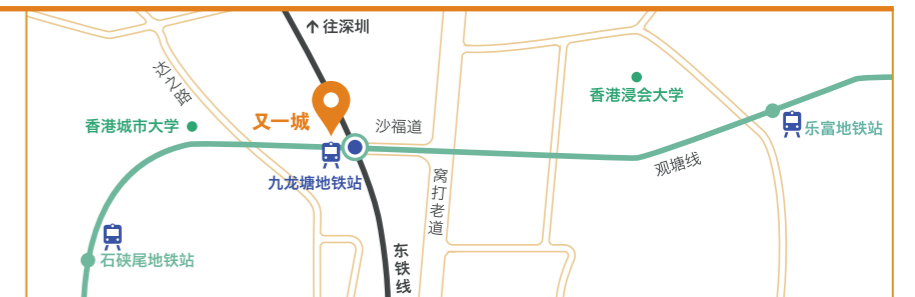 往深圳
达之路
香港浸会大学
又一城
沙福道
香港城市大学
乐富地铁站
观塘线
九龙塘地铁站
窝打老道
石硖尾地铁站
东铁线